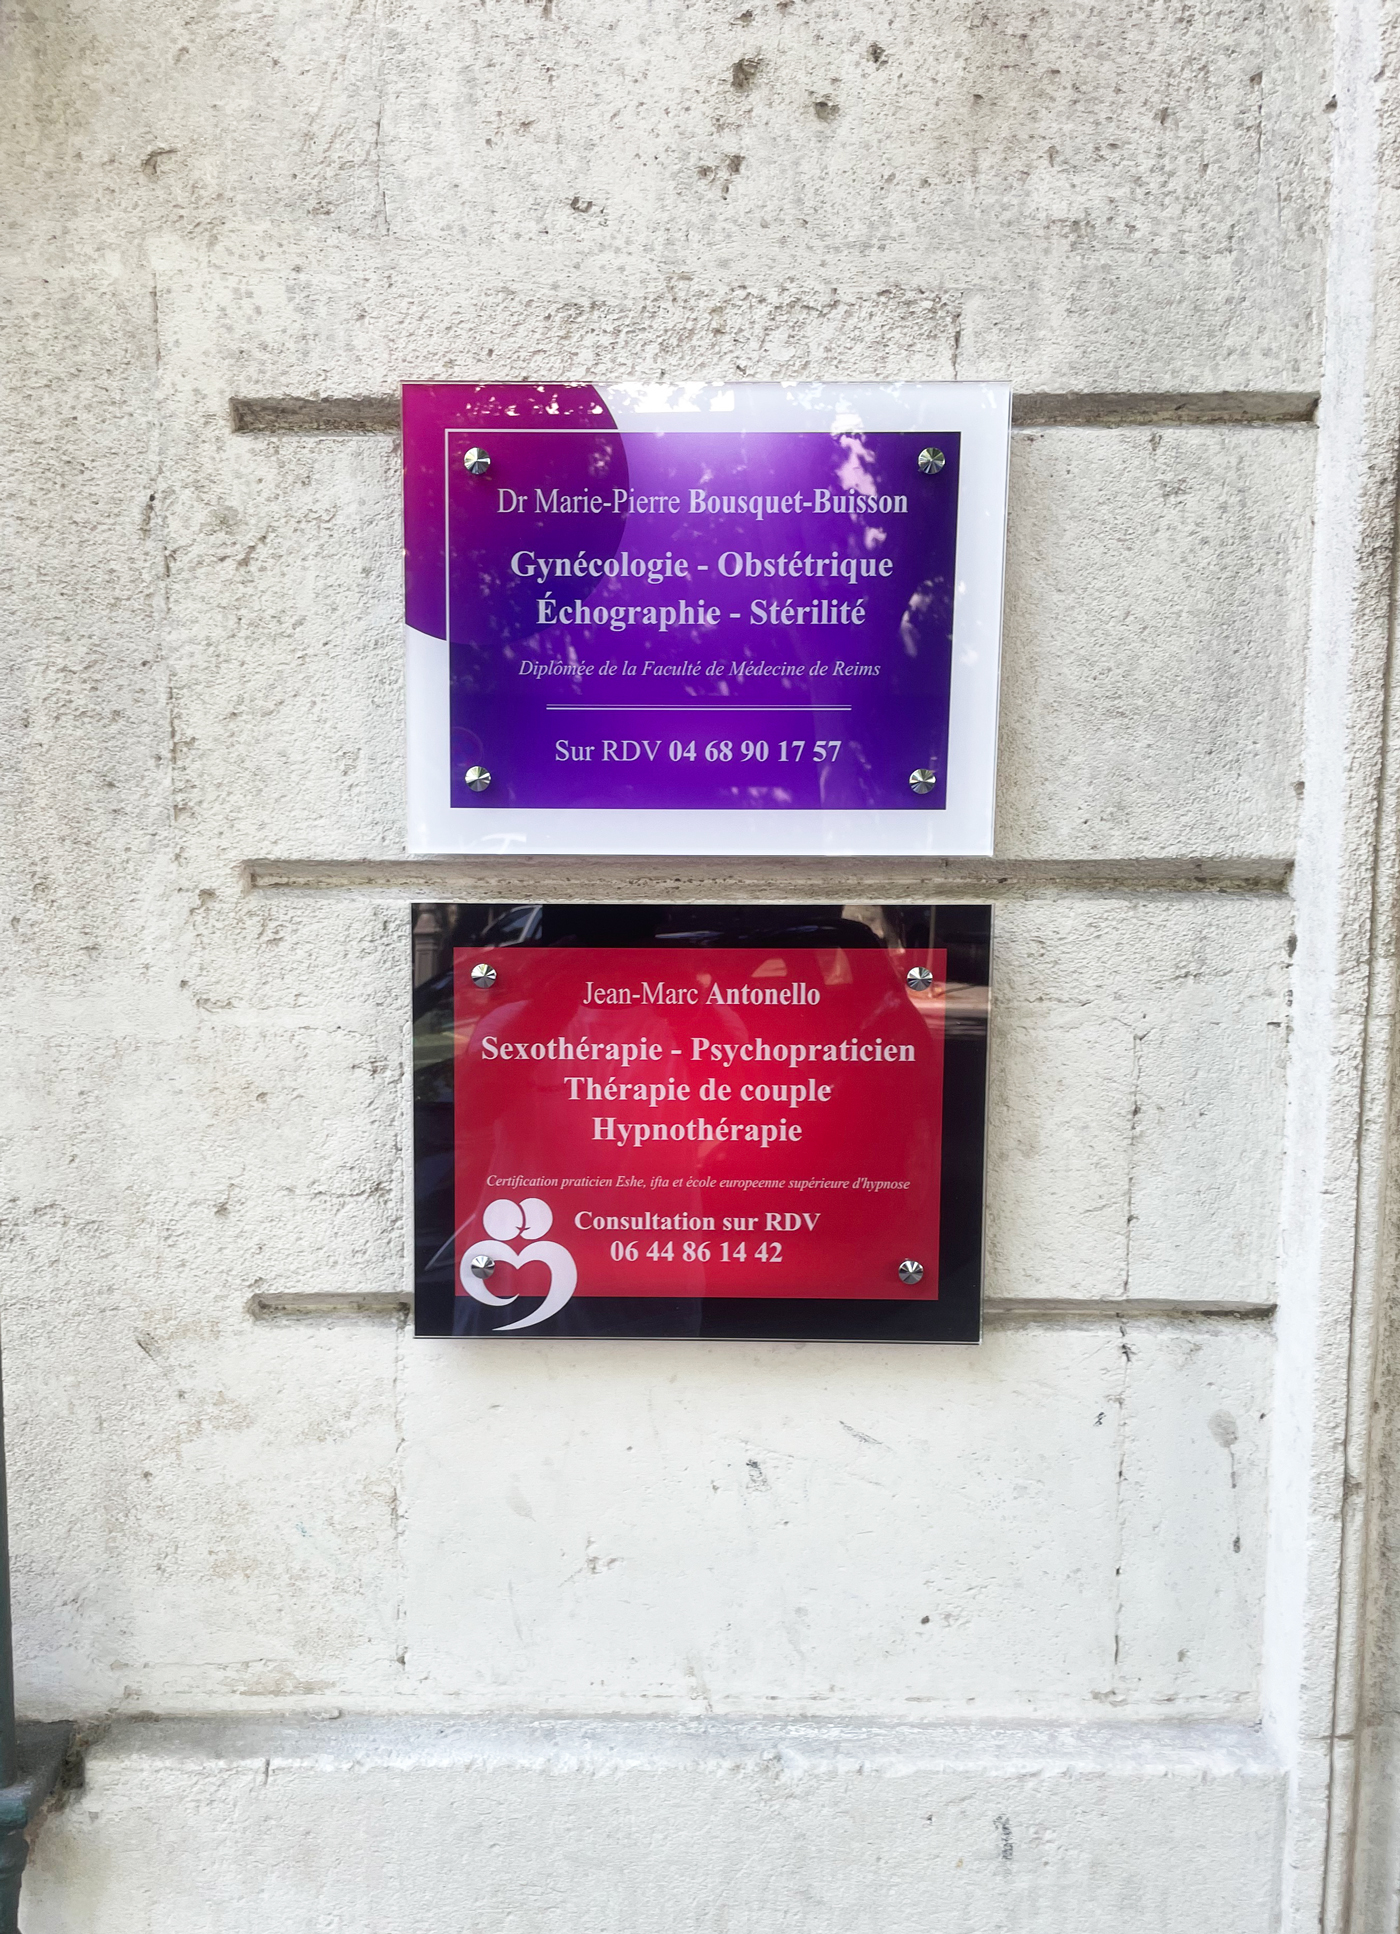 Dr Marie-Pierre Bousquet-Buisson
Gynécologie - Obstétrique
Échographie - Stérilité
Diplômée de la Faculté de Médecine de Reims
Sur RDV 04 68 90 17 57
Jean-Marc Antonello
Sexothérapie - Psychopraticien
Thérapie de couple
Hypnothérapie
Certification praticien Eshe, ifta et école europeenne supérieure d'hypnose
Consultation sur RDV
06 44 86 14 42